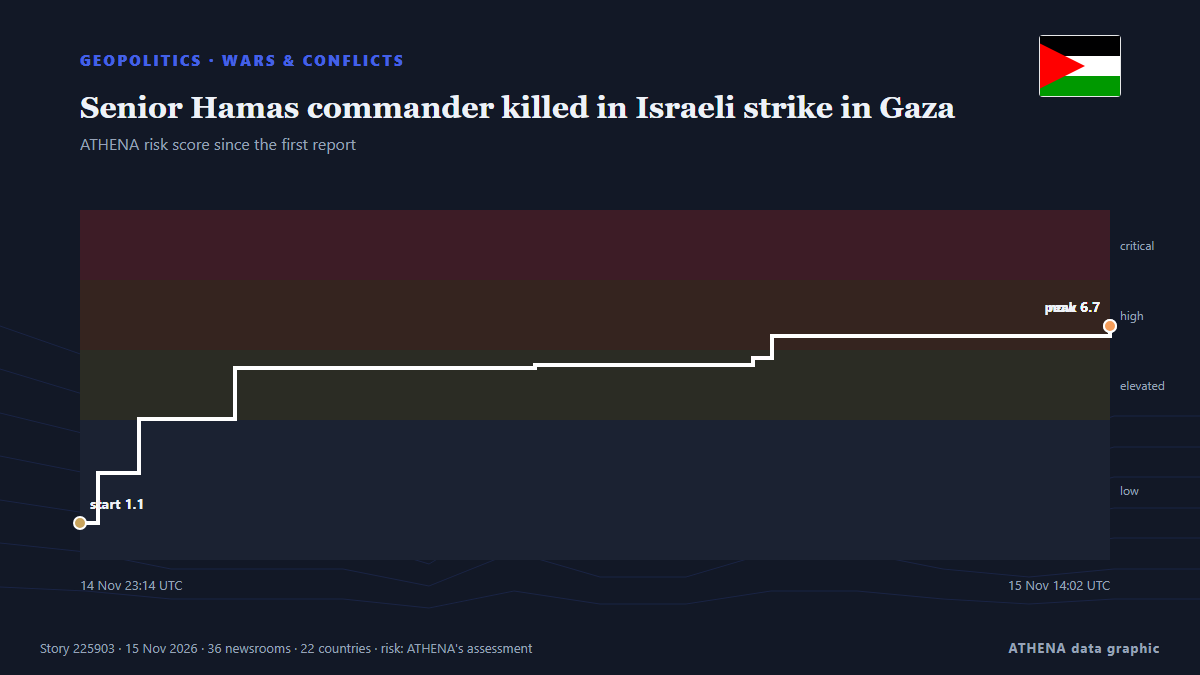 GEOPOLITICS · WARS & CONFLICTS
Senior Hamas commander killed in Israeli strike in Gaza
ATHENA risk score since the first report
critical
6.7
high
elevated
start 1.1
low
14 Nov 23:14 UTC
15 Nov 14:02 UTC
Story 225903 · 15 Nov 2026 · 36 newsrooms · 22 countries · risk: ATHENA's assessment
ATHENA data graphic